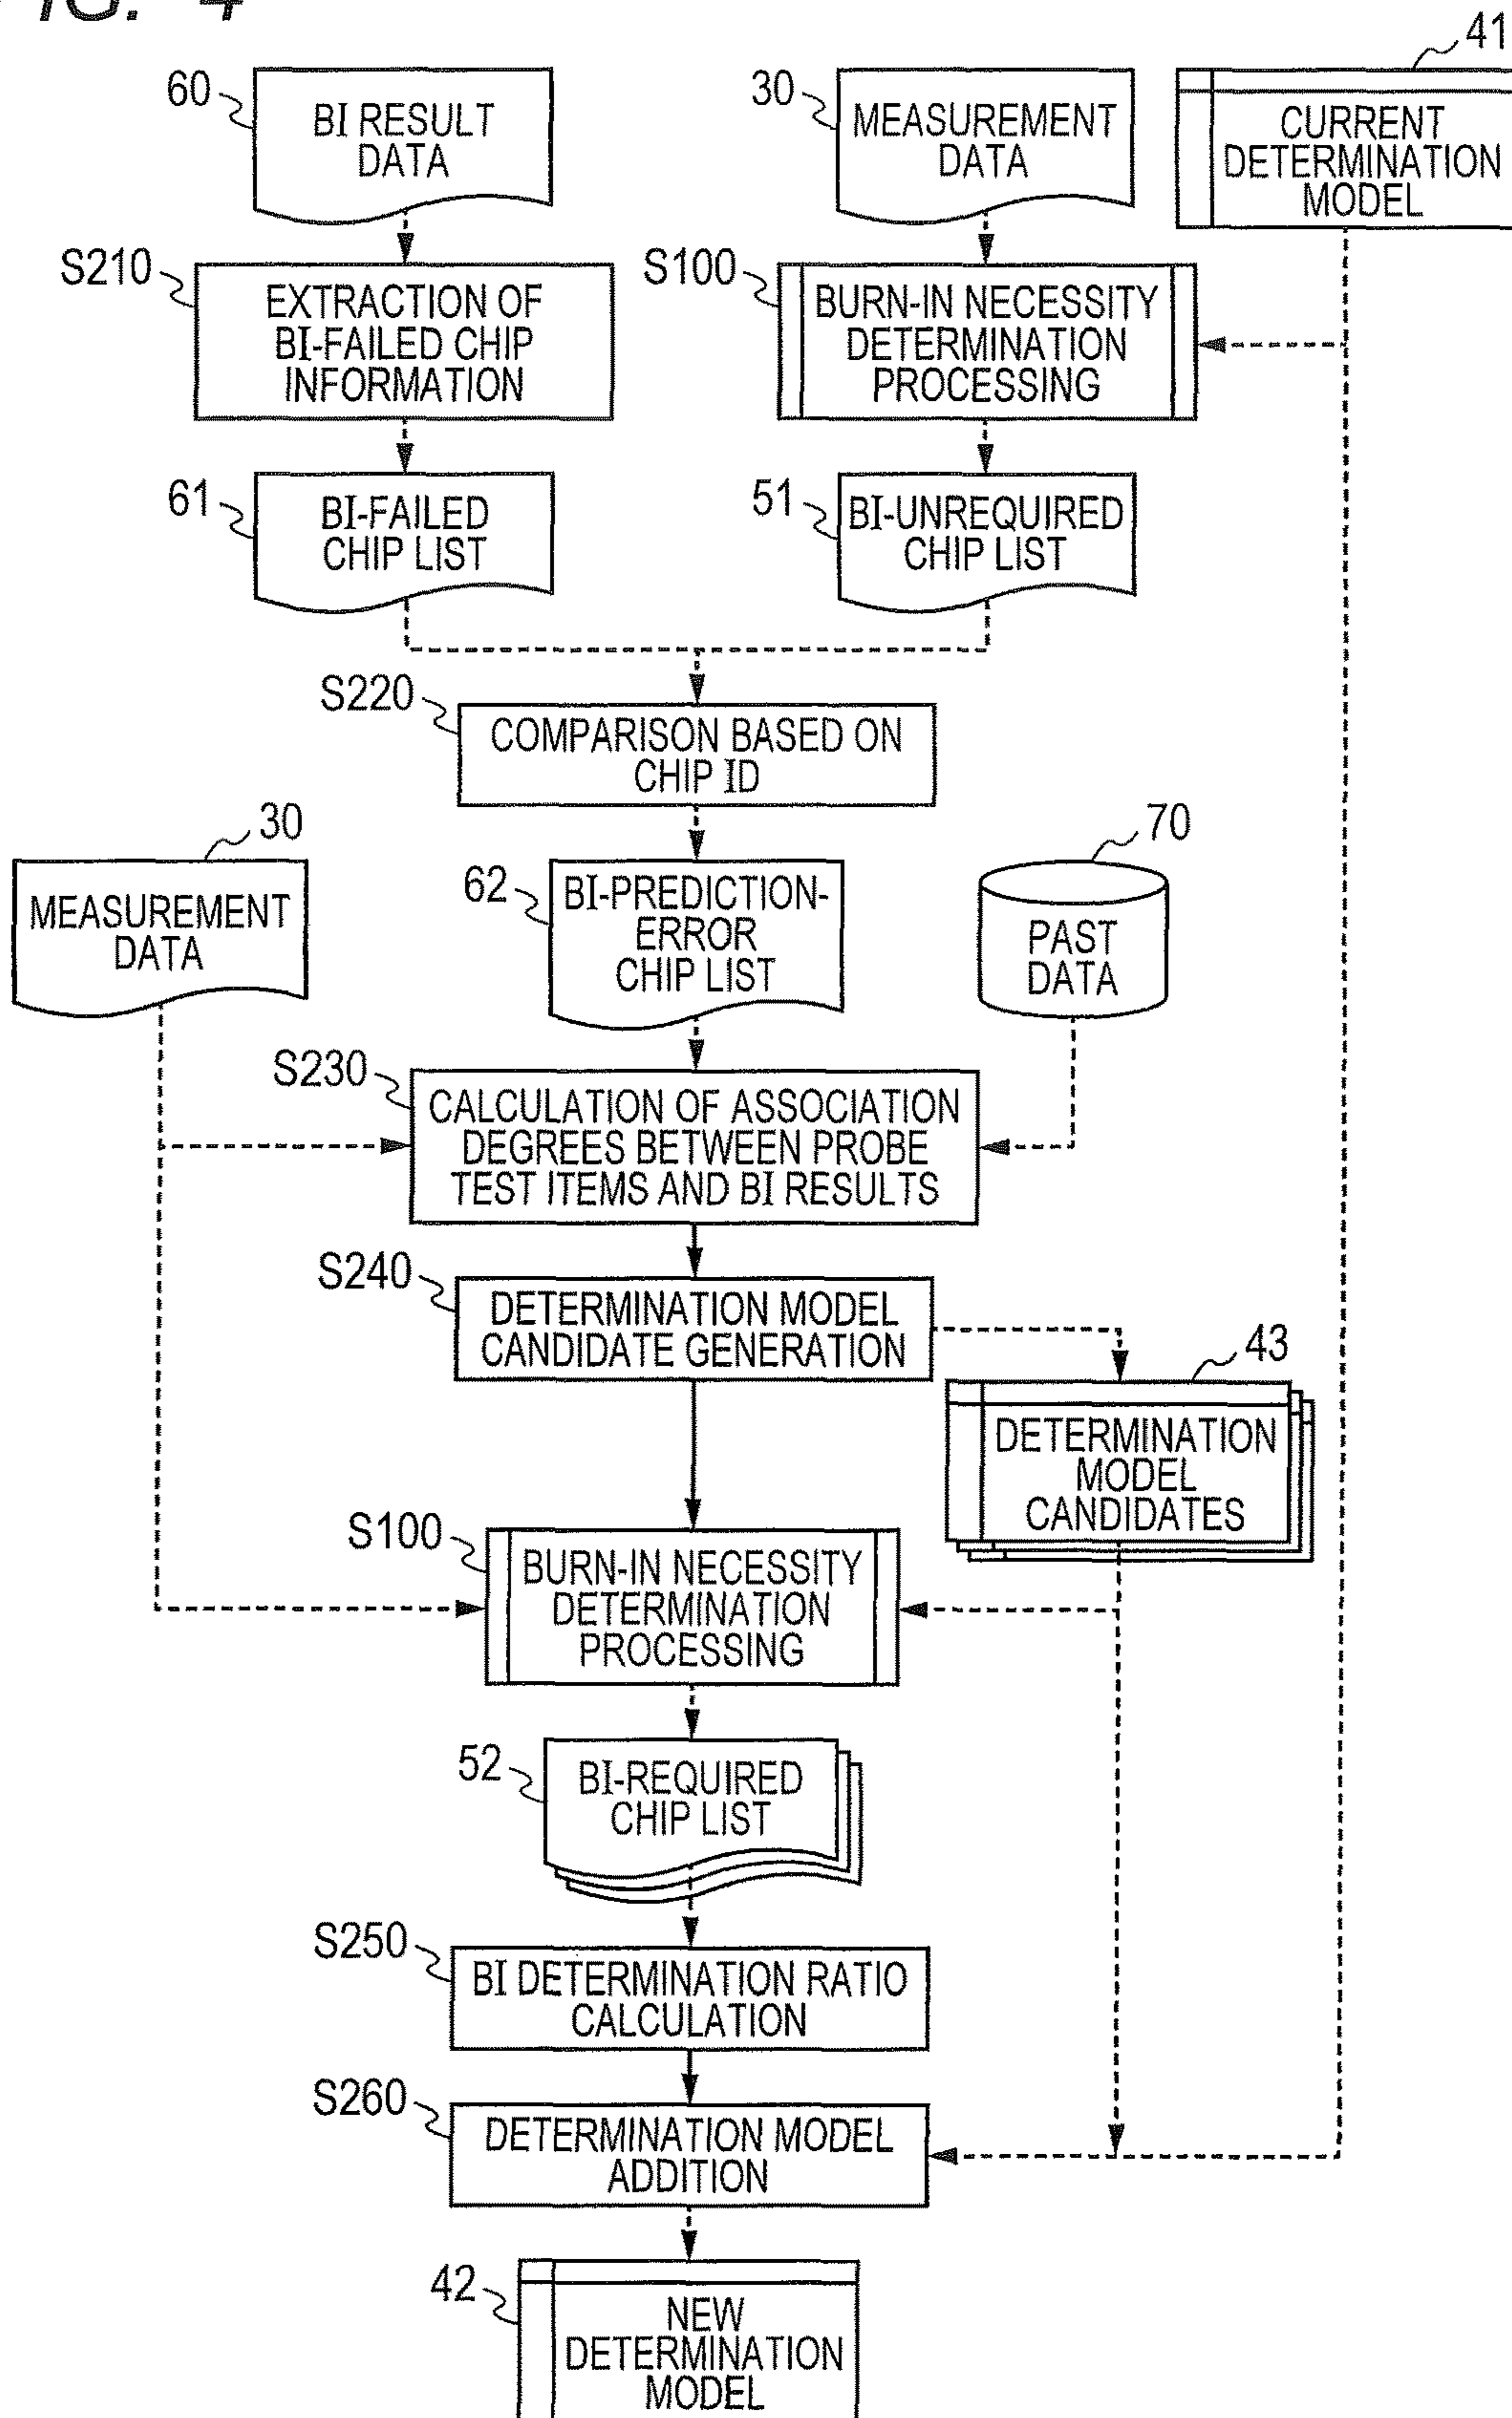 FIG. 4
41
60
BI RESULT
DATA
30
MEASUREMENT
DATA
CURRENT
DETERMINATION
MODEL
S210
EXTRACTION OF
BI-FAILED CHIP
INFORMATION
S100
BURN-IN NECESSITY
DETERMINATION
PROCESSING
61
BI-FAILED
CHIP LIST
51
BI-UNREQUIRED
CHIP LIST
S220
COMPARISON BASED ON
CHIP ID
30
MEASUREMENT
DATA
62
BI-PREDICTION-
ERROR
CHIP LIST
70
PAST
DATA
S230
CALCULATION OF ASSOCIATION
DEGREES BETWEEN PROBE
TEST ITEMS AND BI RESULTS
S240
DETERMINATION MODEL
CANDIDATE GENERATION
43
DETERMINATION
MODEL
CANDIDATES
S100
BURN-IN NECESSITY
DETERMINATION
PROCESSING
52
BI-REQUIRED
CHIP LIST
S250
BI DETERMINATION RATIO
CALCULATION
S260
DETERMINATION MODEL
ADDITION
42
NEW
DETERMINATION
MODEL